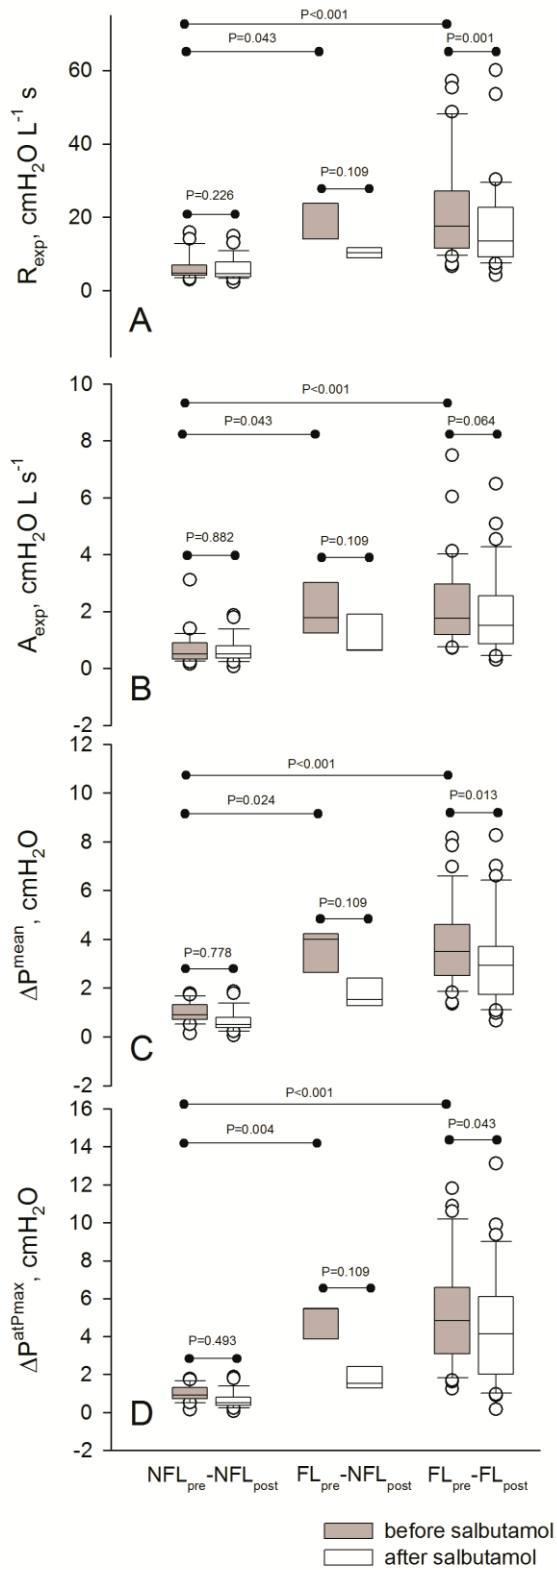 P<0.001
P=0.043
P=0.001
60
P=0.109
40
P=0.226
20
0
R_exp, cmH₂O L⁻¹ s
A
10
P<0.001
P=0.043
P=0.064
8
6
P=0.882
P=0.109
4
2
0
-2
A_exp, cmH₂O L s⁻¹
B
12
P<0.001
P=0.024
P=0.013
10
8
6
P=0.109
P=0.778
4
2
0
-2
ΔP^mean, cmH₂O
C
P<0.001
16
P=0.004
P=0.043
14
12
10
8
P=0.109
6
4
P=0.493
2
0
-2
ΔP^atPmax, cmH₂O
D
NFL_pre-NFL_post FL_pre-NFL_post FL_pre-FL_post
before salbutamol
after salbutamol